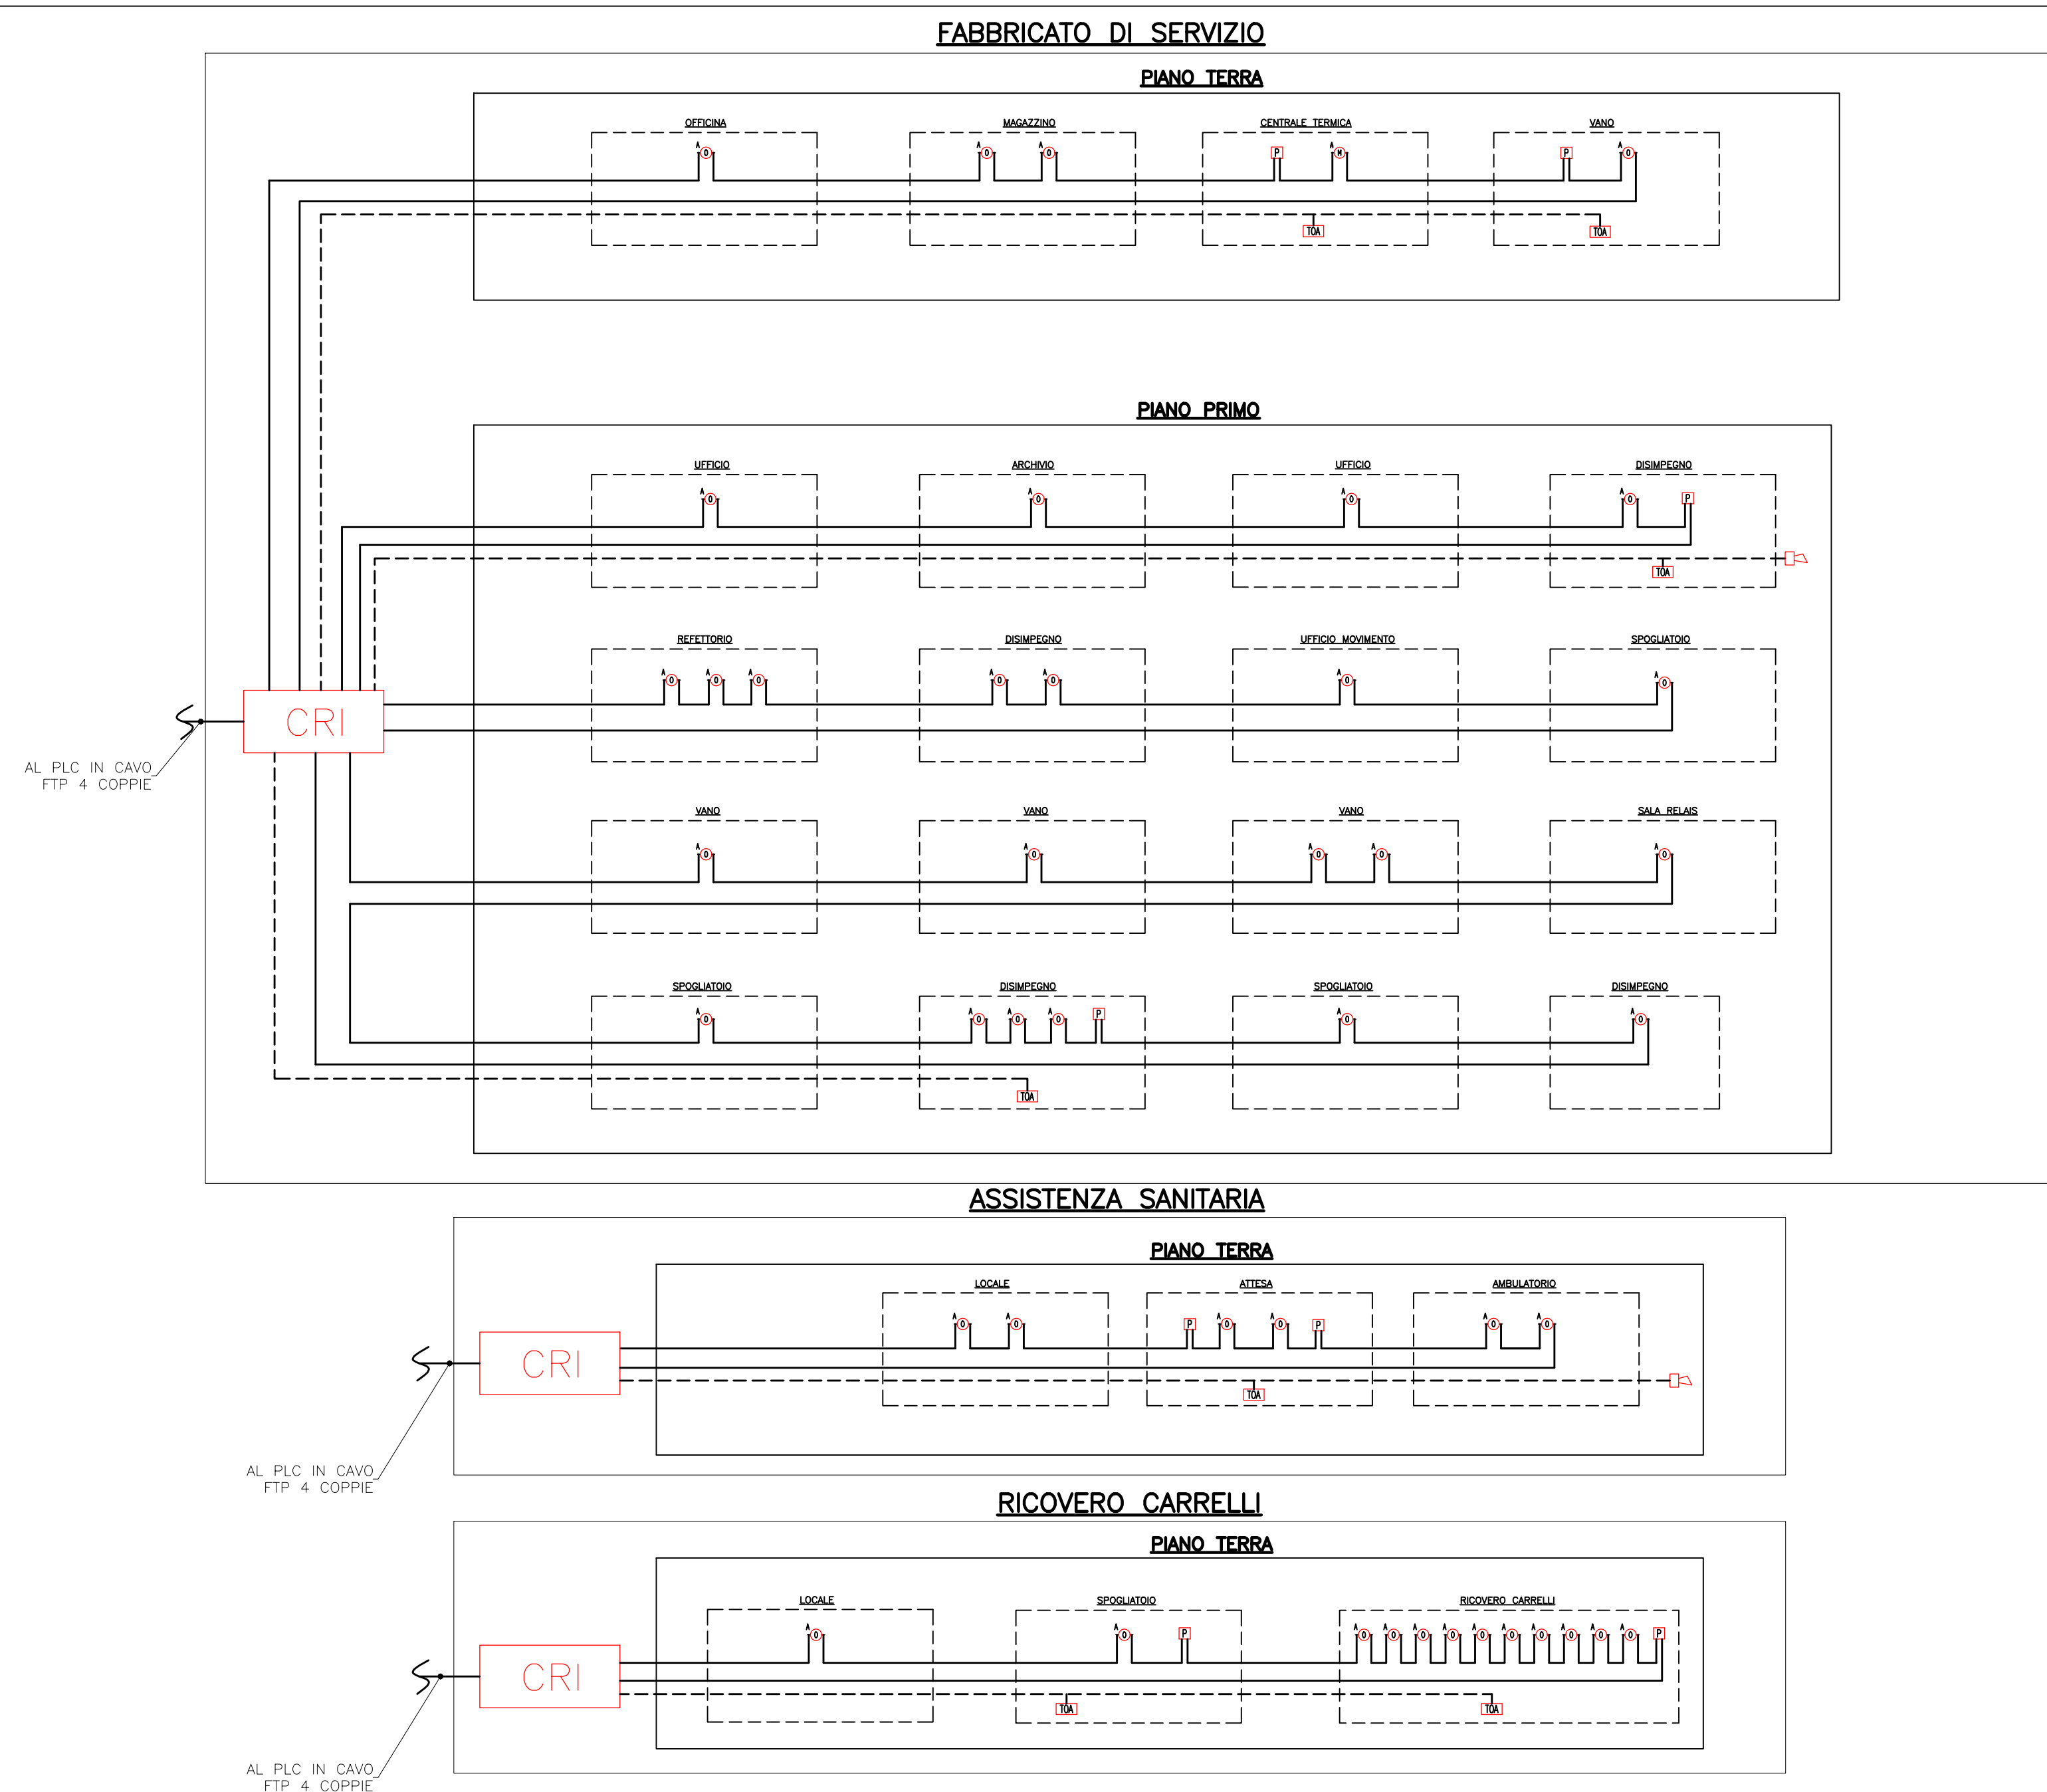 FABBRICATO DI SERVIZIO
PIANO TERRA
OFFICINA MAGAZZINO CENTRALE TERMICA VANO
A O A O A O P A M P A O
TOA TOA
PIANO PRIMO
UFFICIO ARCHIVIO UFFICIO DISIMPEGNO
A O A O A O A O P
TOA
REFETTORIO DISIMPEGNO UFFICIO MOVIMENTO SPOGLIATOIO
A O A O A O A O A O A O A O
CRI
AL PLC IN CAVO
FTP 4 COPPIE
VANO VANO VANO SALA RELAIS
A O A O A O A O A O
SPOGLIATOIO DISIMPEGNO SPOGLIATOIO DISIMPEGNO
A O A O A O A O P A O A O
TOA
ASSISTENZA SANITARIA
PIANO TERRA
LOCALE ATTESA AMBULATORIO
A O A O P A O A O P A O A O
CRI
TOA
AL PLC IN CAVO
FTP 4 COPPIE
RICOVERO CARRELLI
PIANO TERRA
LOCALE SPOGLIATOIO RICOVERO CARRELLI
A O A O P A O A O A O A O A O A O A O A O A O A O P
CRI
TOA TOA
AL PLC IN CAVO
FTP 4 COPPIE